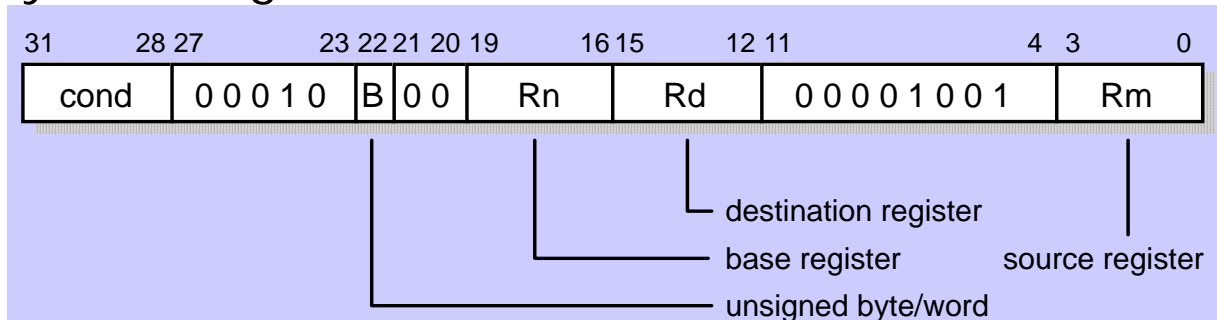 31 28 27 23 22 21 20 19 16 15 12 11 4 3 0
cond 0 0 0 1 0 B 0 0 Rn Rd 0 0 0 0 1 0 0 1 Rm
destination register
base register source register
unsigned byte/word